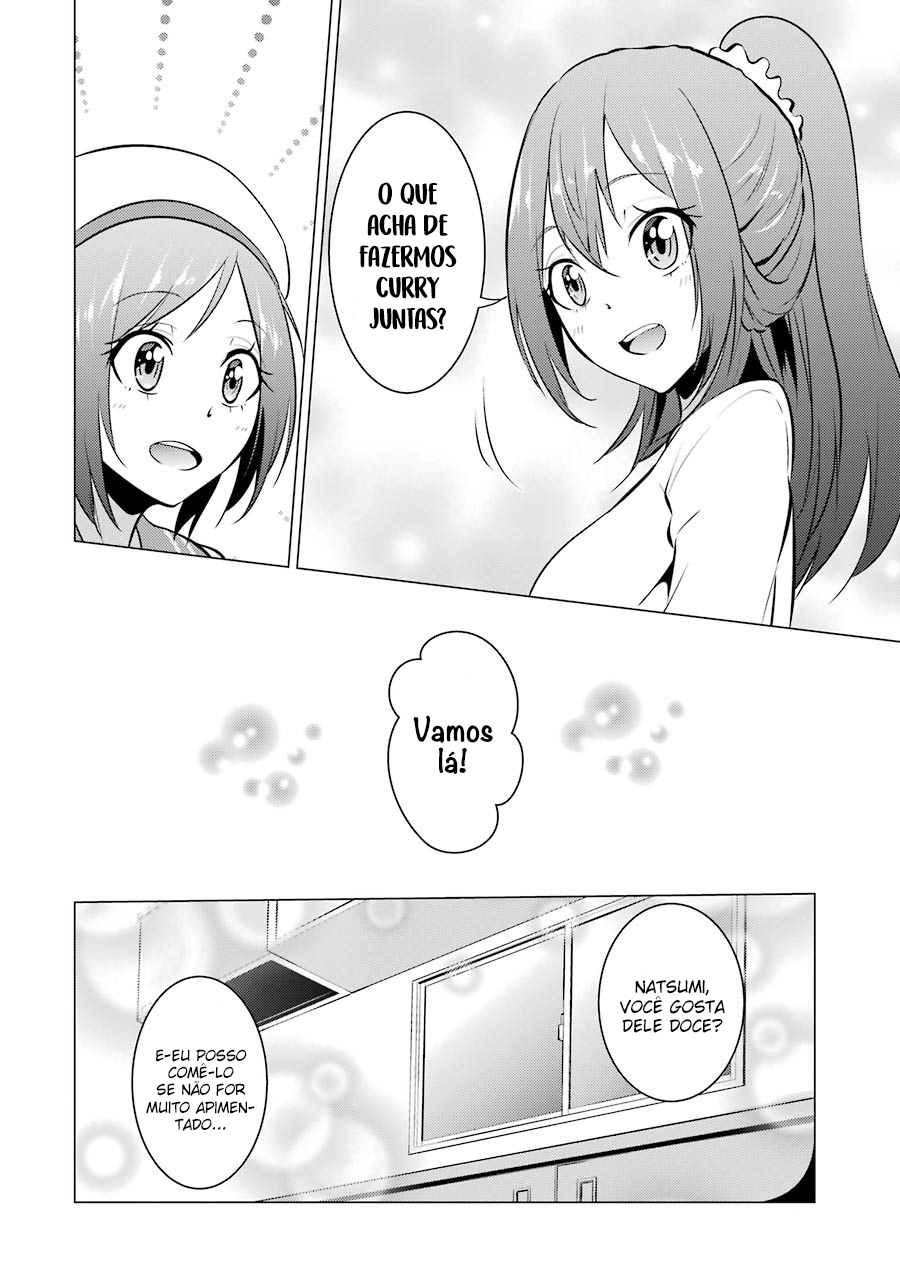 O QUE
ACHA DE
FAZERMOS
CURRY
JUNTAS?
Vamos
lá!
NATSUMI,
VOCÊ GOSTA
DELE DOCE?
E-EU POSSO
COMÊ-LO
SE NÃO FOR
MUITO APIMEN-
TADO...